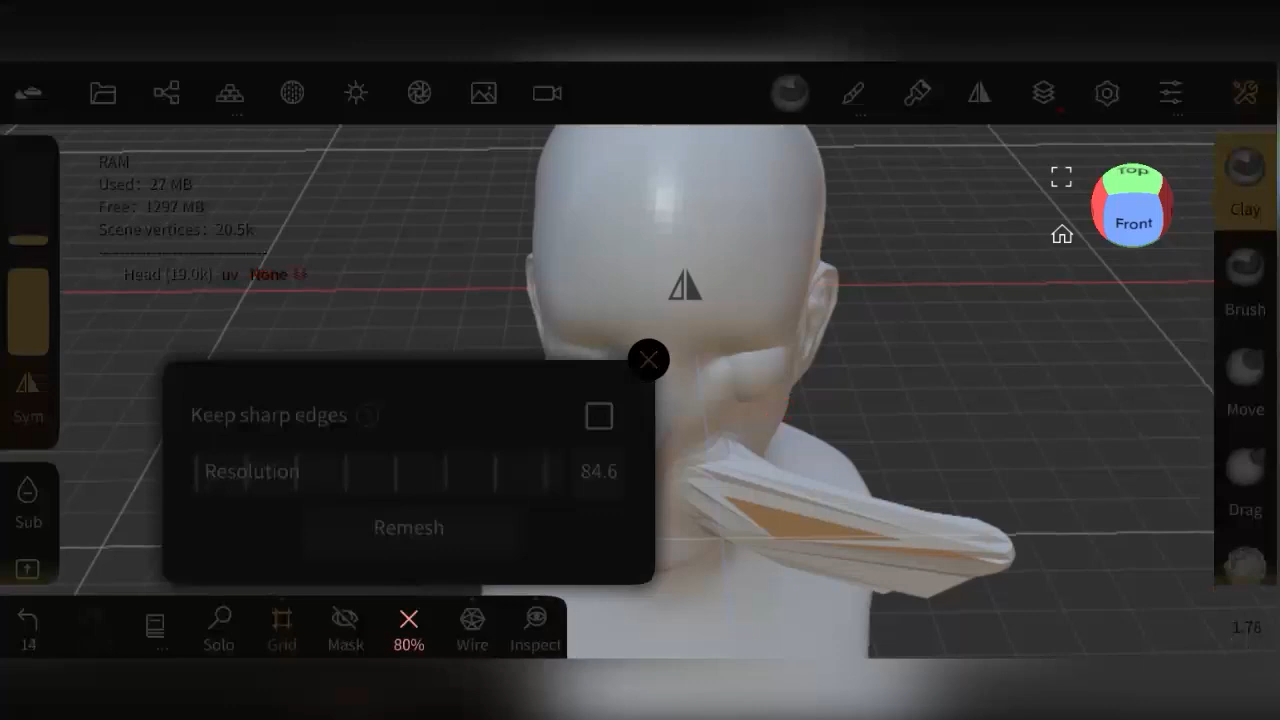 RAM
Used: 27 MB
Free: 1297 MB
Scene vertices: 20.5k
Head (19.0k) uv None
Top
Front
Clay
Brush
Move
Drag
Sym
Sub
Keep sharp edges ?
Resolution 84.6
Remesh
14
...
Solo
Grid
Mask
80%
Wire
Inspect
1.78